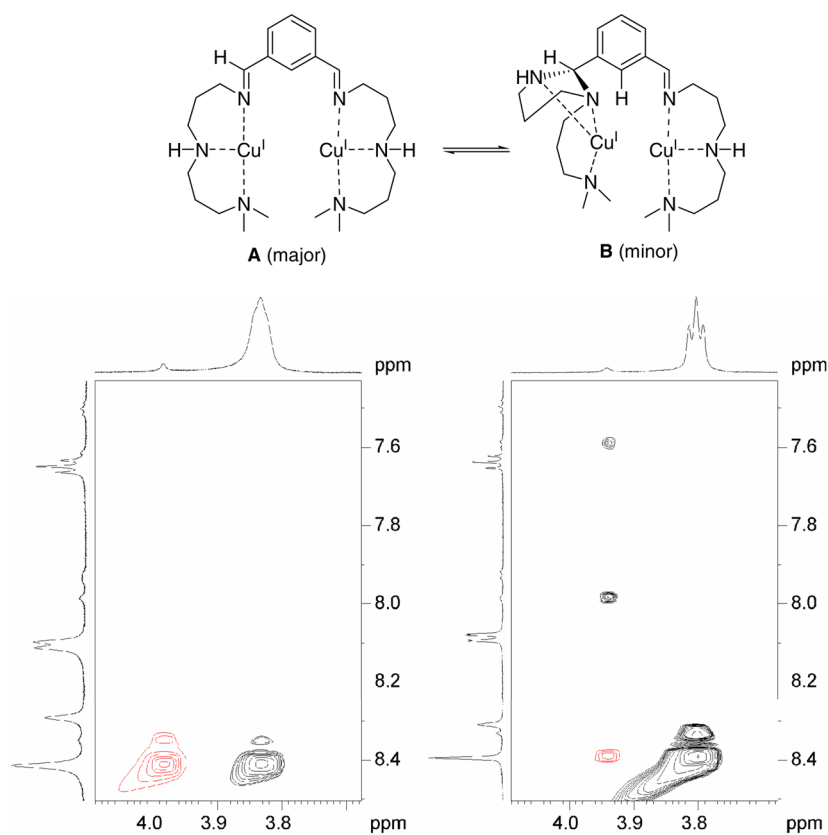 H
N N
H N Cu^I Cu^I N H
N N
A (major)
H
HN
N H N
Cu^I Cu^I N H
N N
B (minor)
ppm ppm
7.6 7.6
7.8 7.8
8.0 8.0
8.2 8.2
8.4 8.4
4.0 3.9 3.8 ppm 4.0 3.9 3.8 ppm